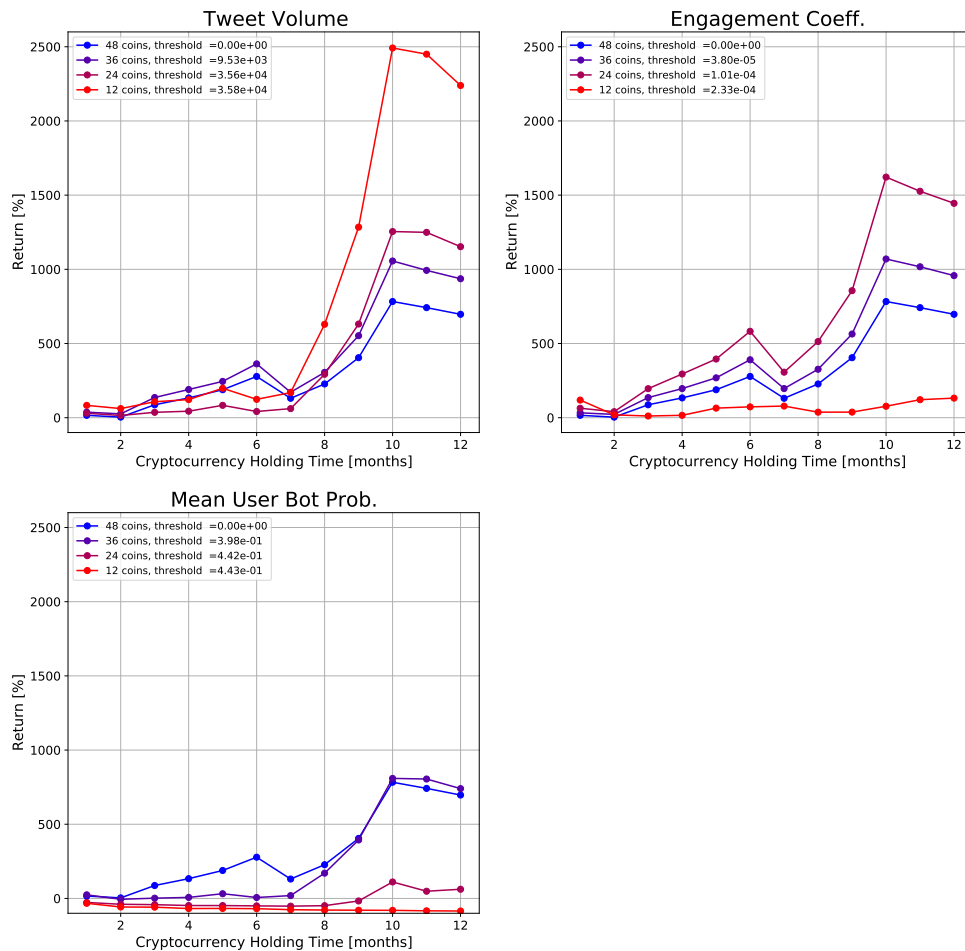 Tweet Volume
48 coins, threshold =0.00e+00
36 coins, threshold =9.53e+03
24 coins, threshold =3.56e+04
12 coins, threshold =3.58e+04
2500
2000
1500
1000
500
0
Return [%]
2 4 6 8 10 12
Cryptocurrency Holding Time [months]
Engagement Coeff.
48 coins, threshold =0.00e+00
36 coins, threshold =3.80e-05
24 coins, threshold =1.01e-04
12 coins, threshold =2.33e-04
2500
2000
1500
1000
500
0
Return [%]
2 4 6 8 10 12
Cryptocurrency Holding Time [months]
Mean User Bot Prob.
48 coins, threshold =0.00e+00
36 coins, threshold =3.98e-01
24 coins, threshold =4.42e-01
12 coins, threshold =4.43e-01
2500
2000
1500
1000
500
0
Return [%]
2 4 6 8 10 12
Cryptocurrency Holding Time [months]